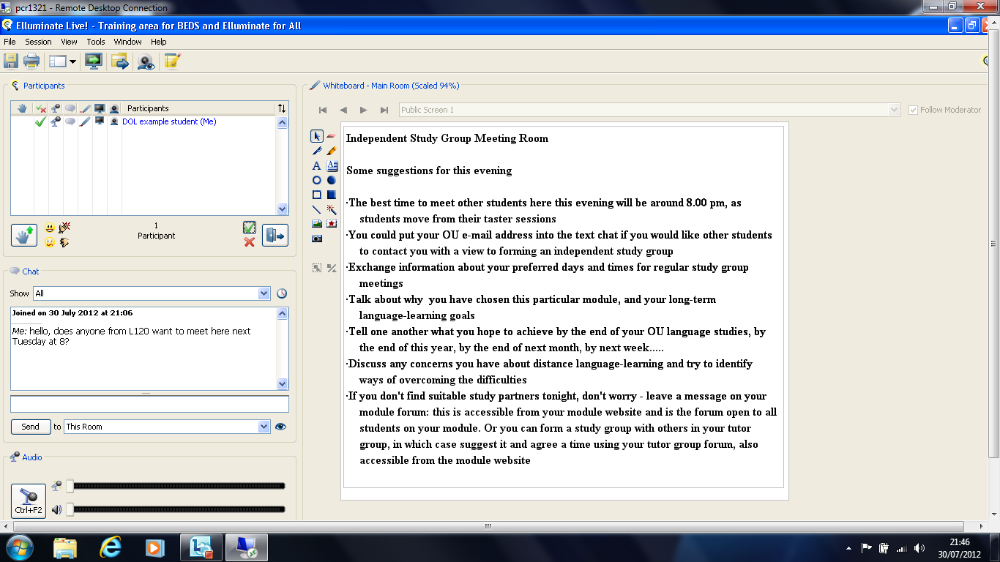 pcr1321 - Remote Desktop Connection
Elluminate Live! - Training area for BEDS and Elluminate for All
File Session View Tools Window Help
Participants
Participants
DOL example student (Me)
1
Participant
Chat
Show All
Joined on 30 July 2012 at 21:06
Me: hello, does anyone from L120 want to meet here next
Tuesday at 8?
Send to This Room
Audio
Ctrl+F2
Whiteboard - Main Room (Scaled 94%)
Public Screen 1
Follow Moderator
Independent Study Group Meeting Room
Some suggestions for this evening
·The best time to meet other students here this evening will be around 8.00 pm, as
students move from their taster sessions
·You could put your OU e-mail address into the text chat if you would like other students
to contact you with a view to forming an independent study group
·Exchange information about your preferred days and times for regular study group
meetings
·Talk about why  you have chosen this particular module, and your long-term
language-learning goals
·Tell one another what you hope to achieve by the end of your OU language studies, by
the end of this year, by the end of next month, by next week.....
·Discuss any concerns you have about distance language-learning and try to identify
ways of overcoming the difficulties
·If you don't find suitable study partners tonight, don't worry - leave a message on your
module forum: this is accessible from your module website and is the forum open to all
students on your module. Or you can form a study group with others in your tutor
group, in which case suggest it and agree a time using your tutor group forum, also
accessible from the module website
21:46
30/07/2012